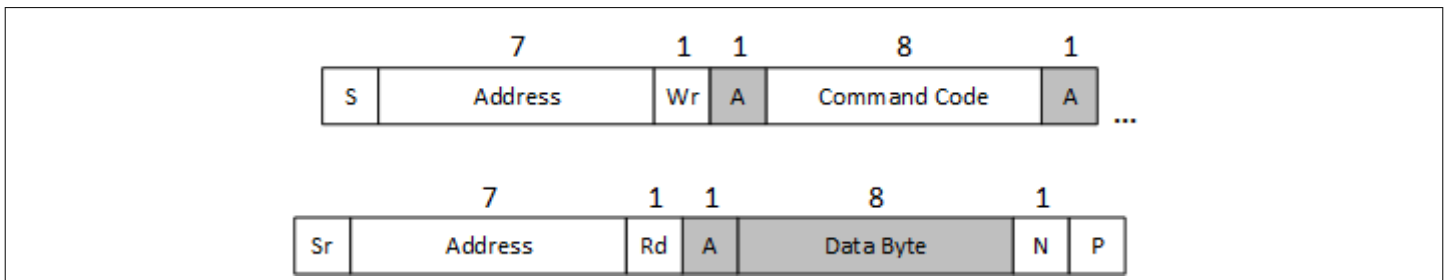 7 1 1 8 1
S Address Wr A Command Code A ...
7 1 1 8 1
Sr Address Rd A Data Byte N P